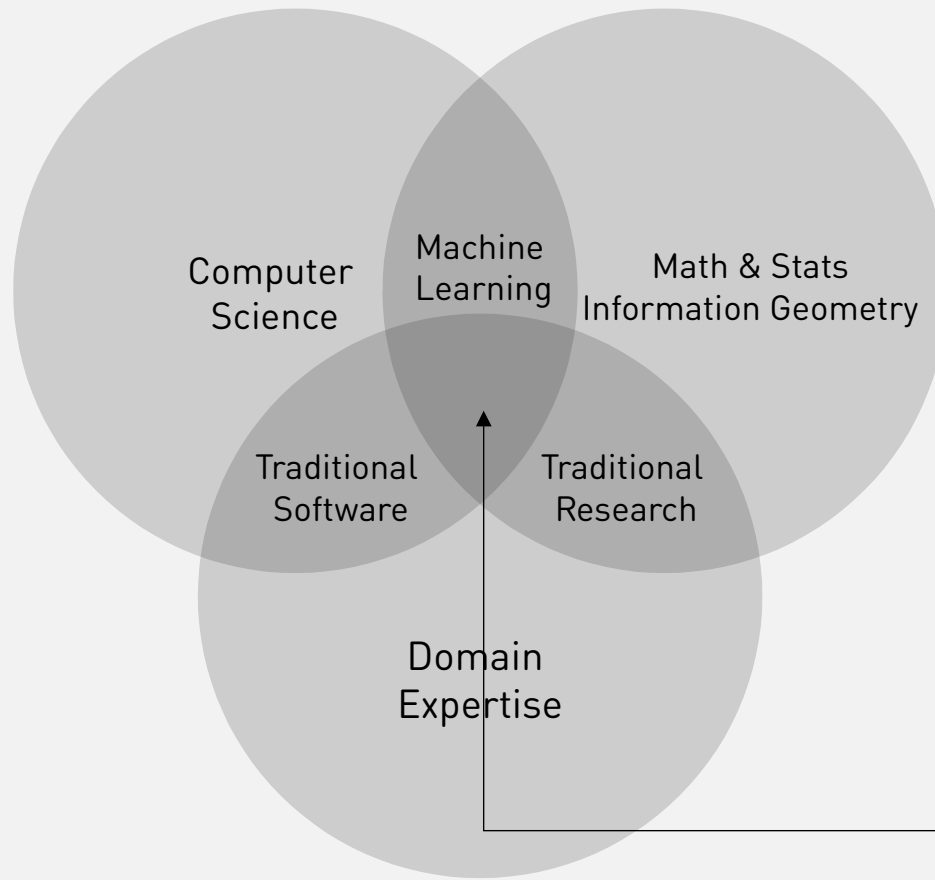 Computer
Science
Machine
Learning
Math & Stats
Information Geometry
Traditional
Software
Traditional
Research
Domain
Expertise